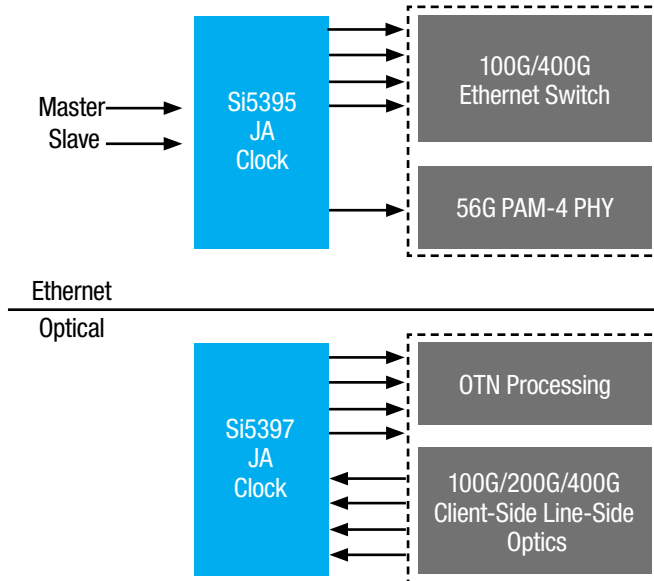 Master
Slave
Si5395
JA
Clock
100G/400G
Ethernet Switch
56G PAM-4 PHY
Ethernet
Optical
Si5397
JA
Clock
OTN Processing
100G/200G/400G
Client-Side Line-Side
Optics